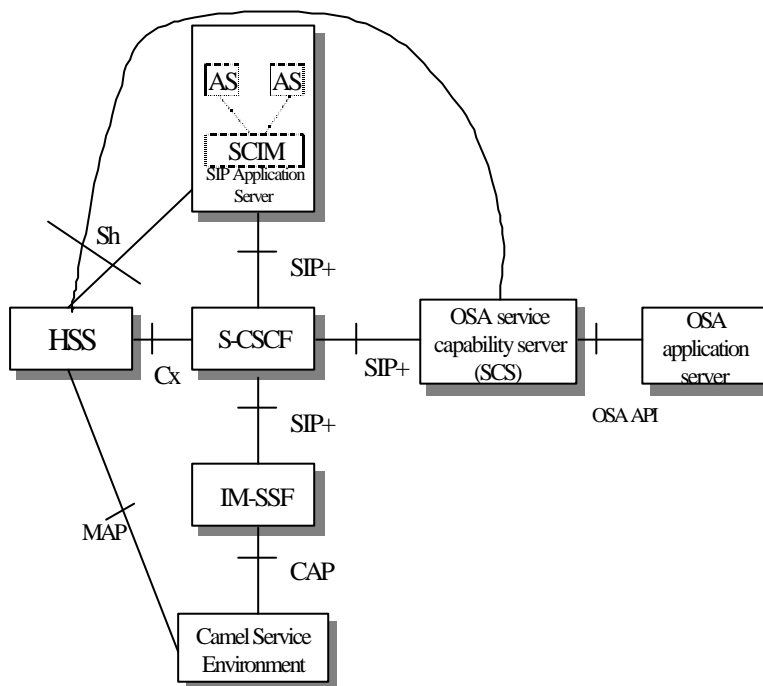 AS AS
SCIM
SIP Application
Server
Sh
SIP+
HSS
S-CSCF
OSA service
capability server
(SCS)
OSA
application
server
Cx
SIP+
OSA API
SIP+
IM-SSF
MAP
CAP
Camel Service
Environment